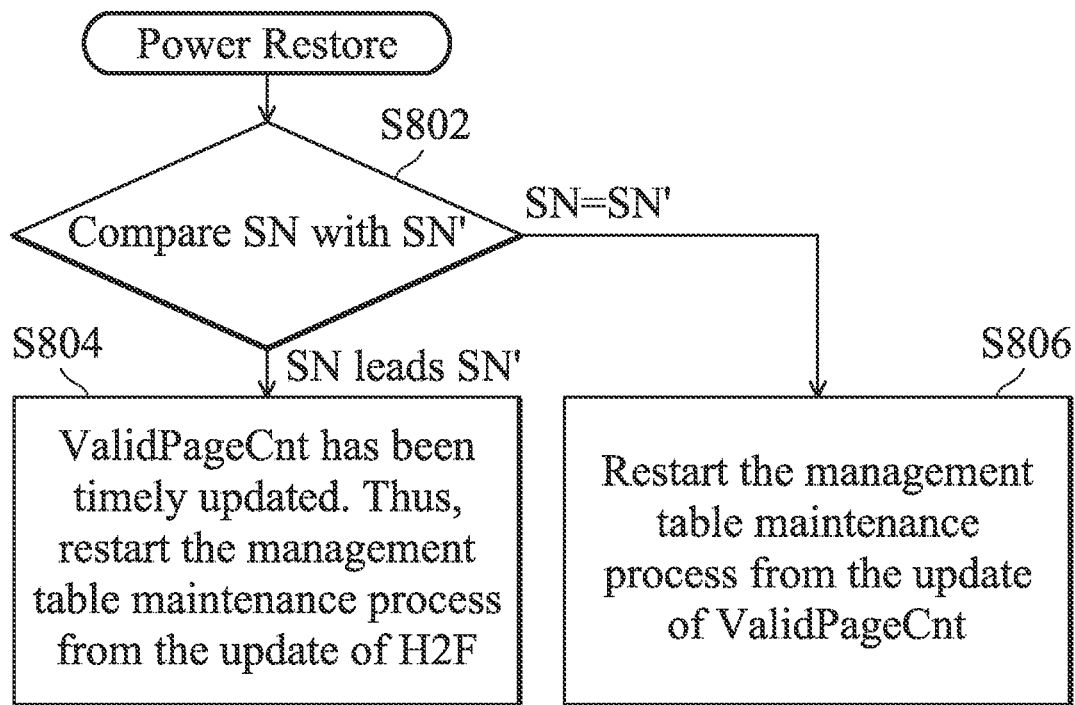 Power Restore
S802
Compare SN with SN'
SN=SN'
S804
SN leads SN'
S806
ValidPageCnt has been
timely updated. Thus,
restart the management
table maintenance process
from the update of H2F
Restart the management
table maintenance
process from the update
of ValidPageCnt